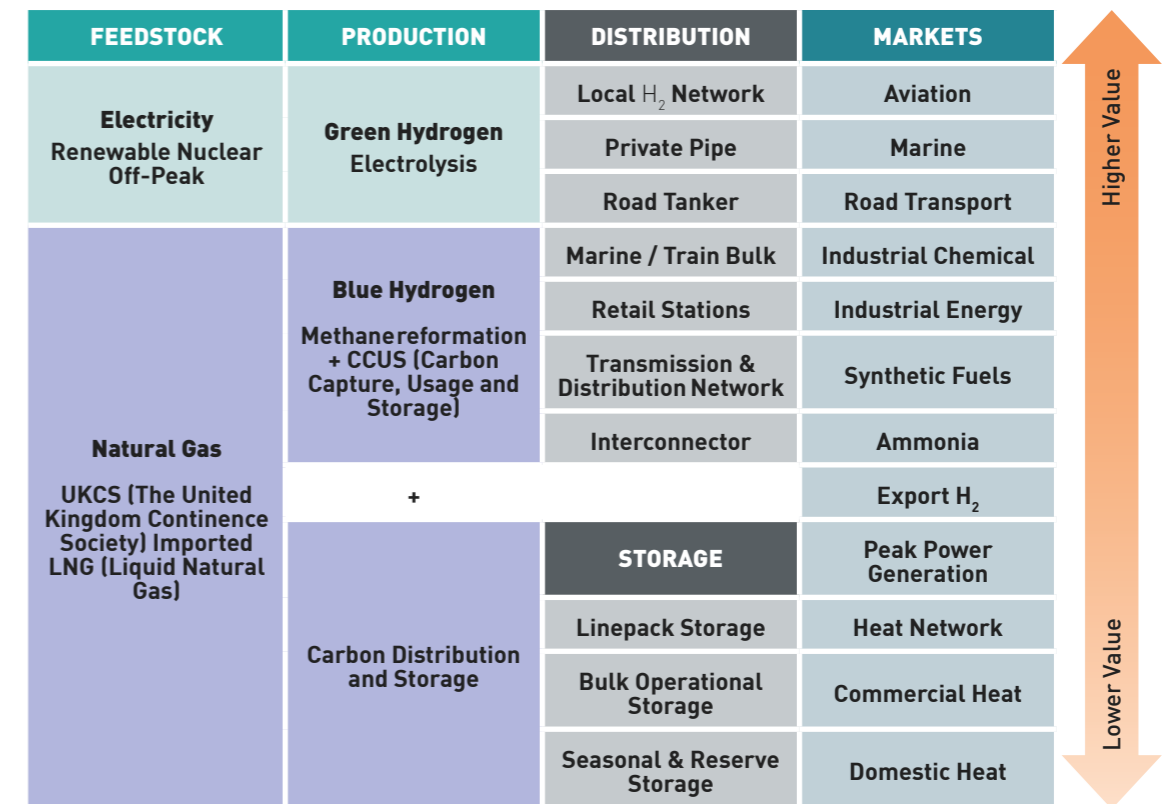 FEEDSTOCK
PRODUCTION
DISTRIBUTION
MARKETS
Electricity
Renewable Nuclear
Off-Peak
Green Hydrogen
Electrolysis
Local H₂ Network
Aviation
Private Pipe
Marine
Road Tanker
Road Transport
Natural Gas
UKCS (The United
Kingdom Continence
Society) Imported
LNG (Liquid Natural
Gas)
Blue Hydrogen
Methanereformation
+ CCUS (Carbon
Capture, Usage and
Storage)
Marine / Train Bulk
Industrial Chemical
Retail Stations
Industrial Energy
Transmission &
Distribution Network
Synthetic Fuels
Interconnector
Ammonia
+
Export H₂
Carbon Distribution
and Storage
STORAGE
Peak Power
Generation
Linepack Storage
Heat Network
Bulk Operational
Storage
Commercial Heat
Seasonal & Reserve
Storage
Domestic Heat
Higher Value
Lower Value